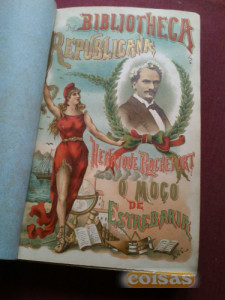 BIBLIOTHECA
REPUBLICANA
HENRIQUE ROCHEFORT
O MOÇO
DE
ESTREBARIA
coisas